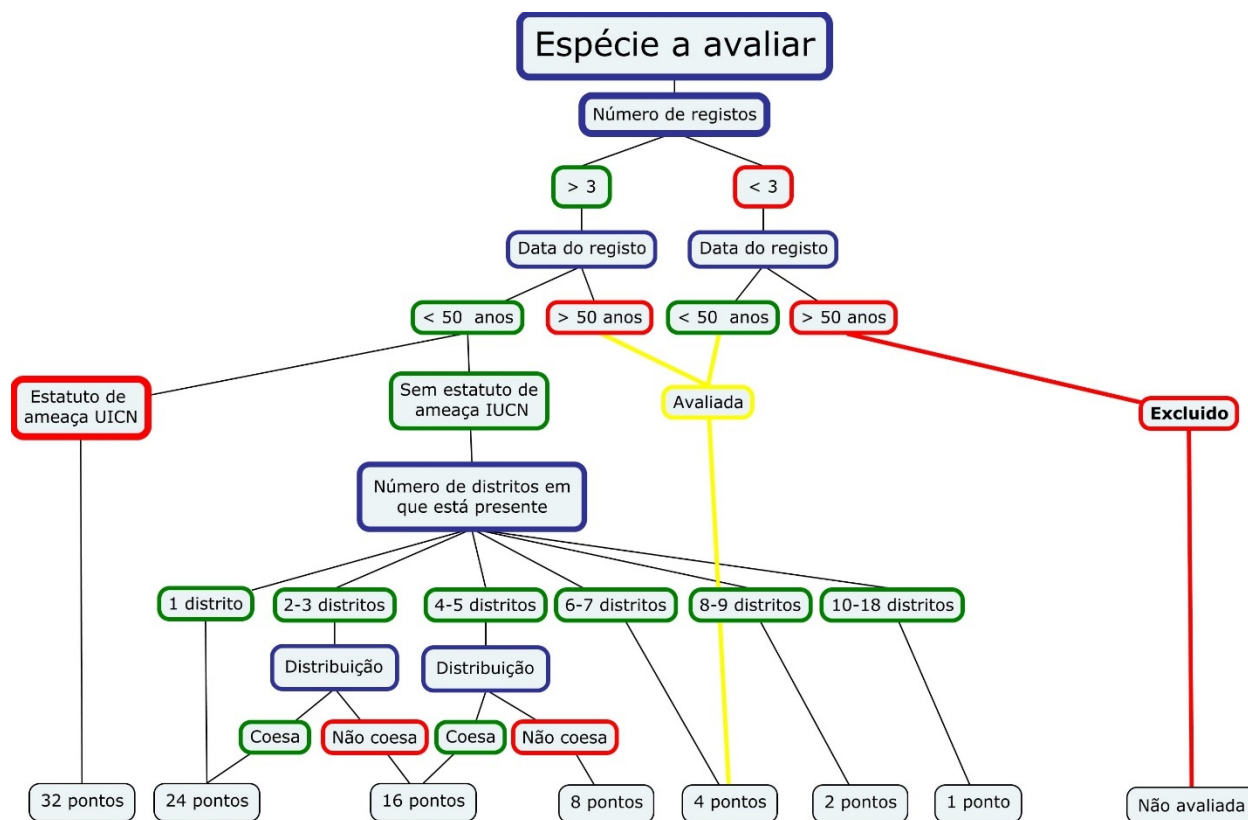 Espécie a avaliar
Número de registos
> 3
< 3
Data do registo
Data do registo
< 50 anos
> 50 anos
< 50 anos
> 50 anos
Estatuto de
ameaça UICN
Sem estatuto de
ameaça IUCN
Avaliada
Excluido
Número de distritos em
que está presente
1 distrito
2-3 distritos
4-5 distritos
6-7 distritos
8-9 distritos
10-18 distritos
Distribuição
Distribuição
Coesa
Não coesa
Coesa
Não coesa
32 pontos
24 pontos
16 pontos
8 pontos
4 pontos
2 pontos
1 ponto
Não avaliada